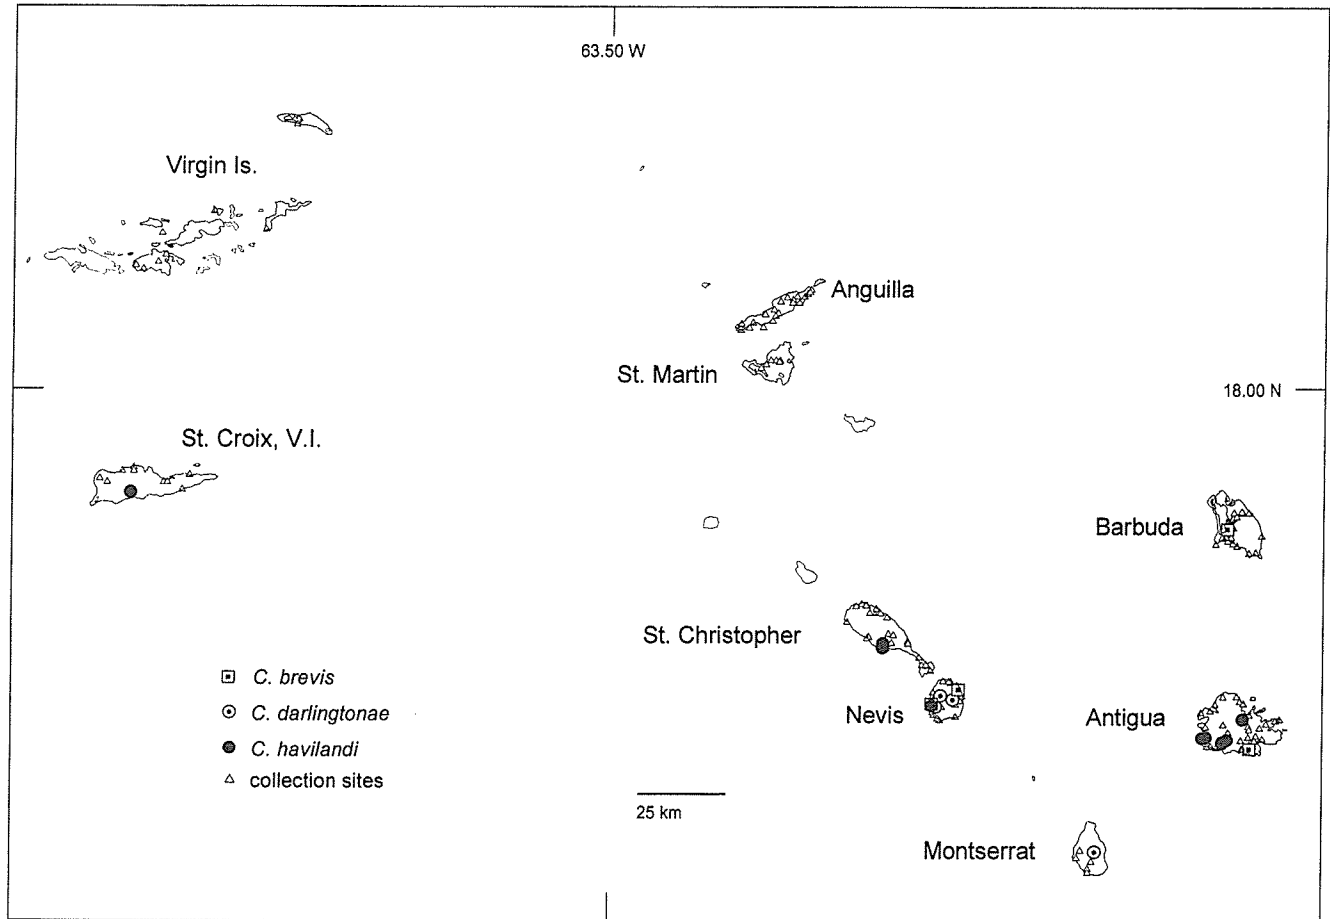 63.50 W
Virgin Is.
Anguilla
St. Martin
18.00 N
St. Croix, V.I.
Barbuda
St. Christopher
C. brevis
C. darlingtonae
Nevis
Antigua
C. havilandi
collection sites
25 km
Montserrat